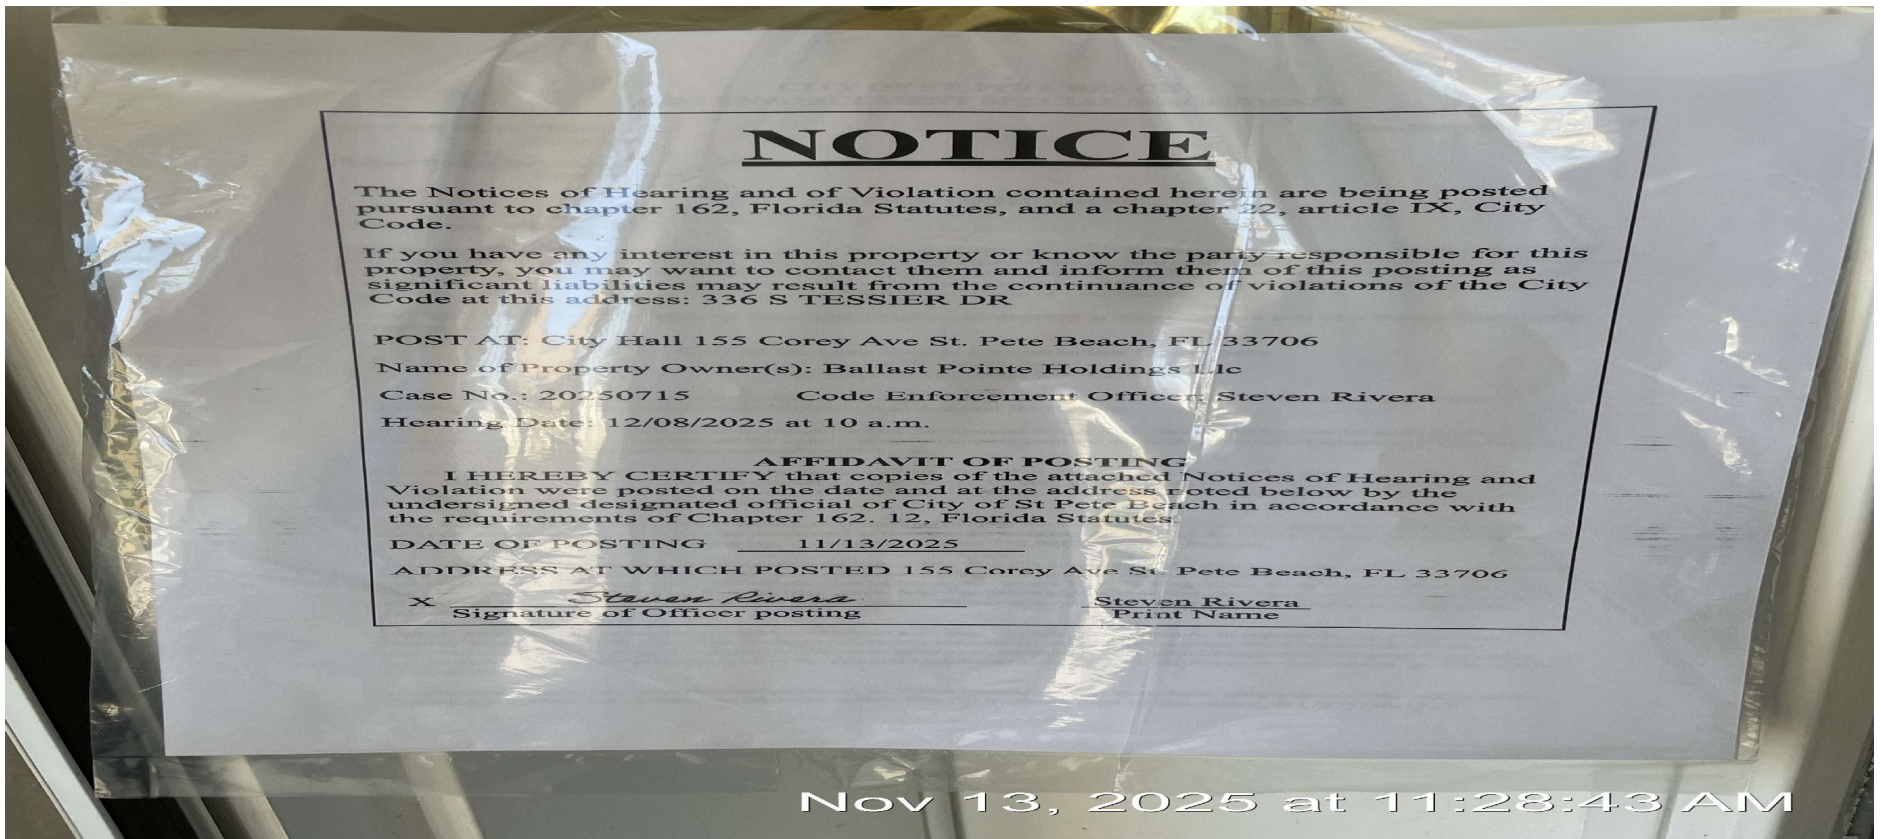 NOTICE
The Notices of Hearing and of Violation contained herein are being posted
pursuant to chapter 162, Florida Statutes, and a chapter 22, article IX, City
Code.
If you have any interest in this property or know the party responsible for this
property, you may want to contact them and inform them of this posting as
significant liabilities may result from the continuance of violations of the City
Code at this address: 336 S TESSIER DR
POST AT: City Hall 155 Corey Ave St. Pete Beach, FL 33706
Name of Property Owner(s): Ballast Pointe Holdings Llc
Case No.: 20250715 Code Enforcement Officer: Steven Rivera
Hearing Date: 12/08/2025 at 10 a.m.
AFFIDAVIT OF POSTING
I HEREBY CERTIFY that copies of the attached Notices of Hearing and
Violation were posted on the date and at the address noted below by the
undersigned designated official of City of St Pete Beach in accordance with
the requirements of Chapter 162. 12, Florida Statutes.
DATE OF POSTING 11/13/2025
ADDRESS AT WHICH POSTED 155 Corey Ave St. Pete Beach, FL 33706
X Steven Rivera Steven Rivera
Signature of Officer posting Print Name
Nov 13, 2025 at 11:28:43 AM